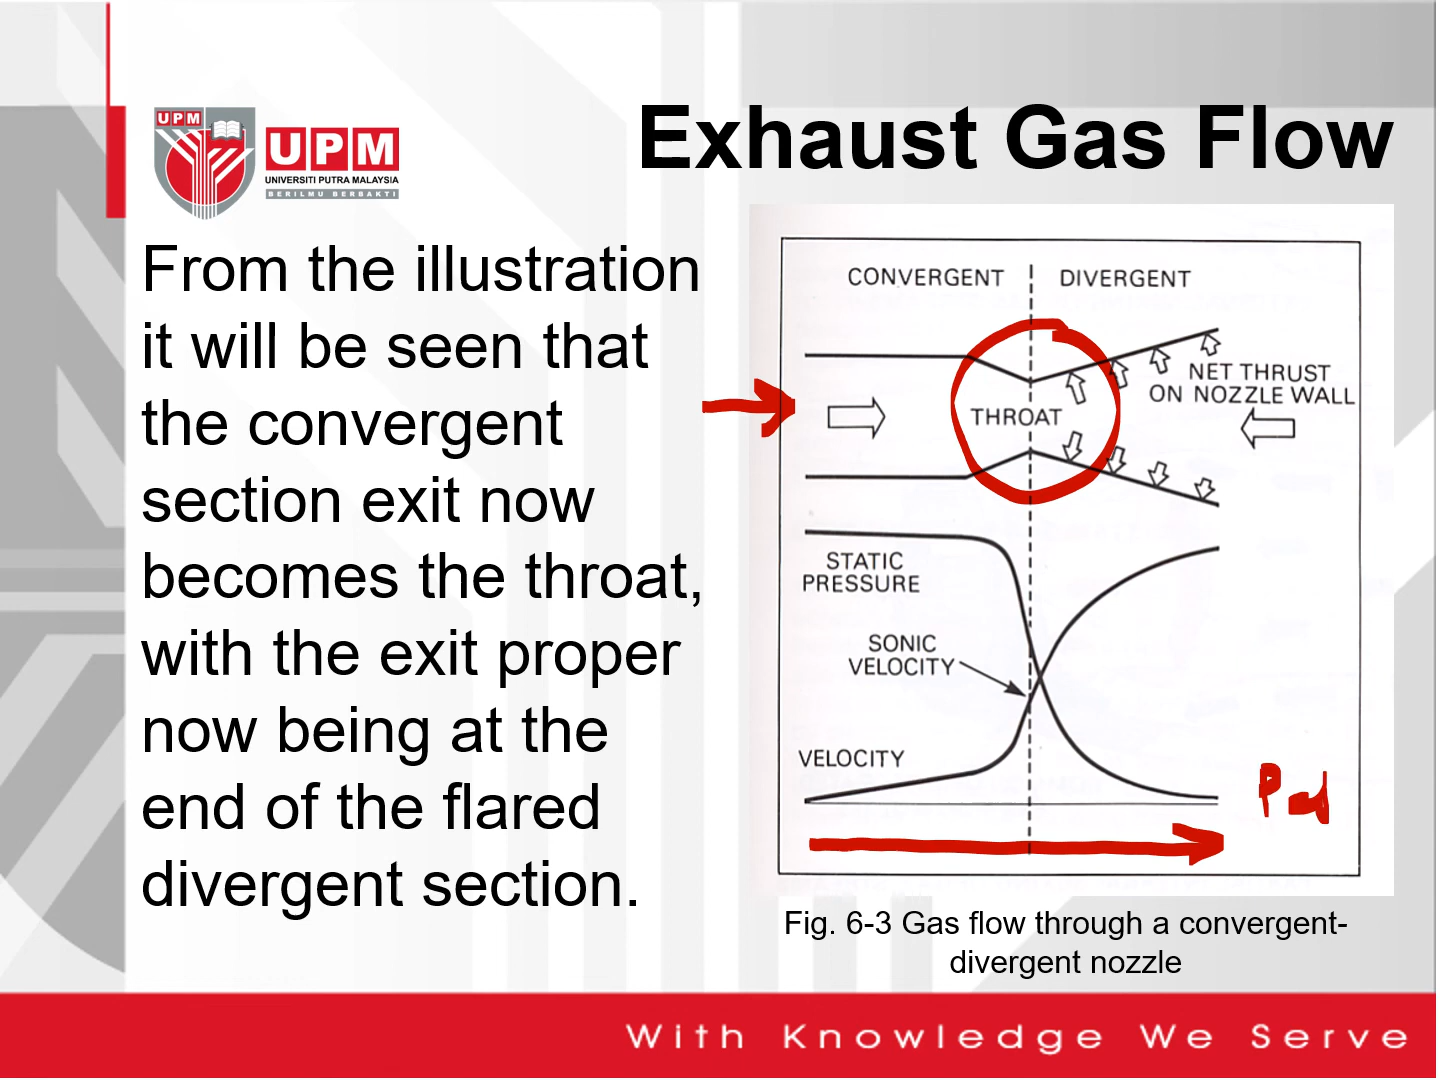 Exhaust Gas Flow
UPM
UPM
UNIVERSITI PUTRA MALAYSIA
BERILMU BERBAKTI
From the illustration
it will be seen that
the convergent
section exit now
becomes the throat,
with the exit proper
now being at the
end of the flared
divergent section.
CONVERGENT
DIVERGENT
THROAT
NET THRUST
ON NOZZLE WALL
STATIC
PRESSURE
SONIC
VELOCITY
VELOCITY
Fig. 6-3 Gas flow through a convergent-
divergent nozzle
With Knowledge We Serve